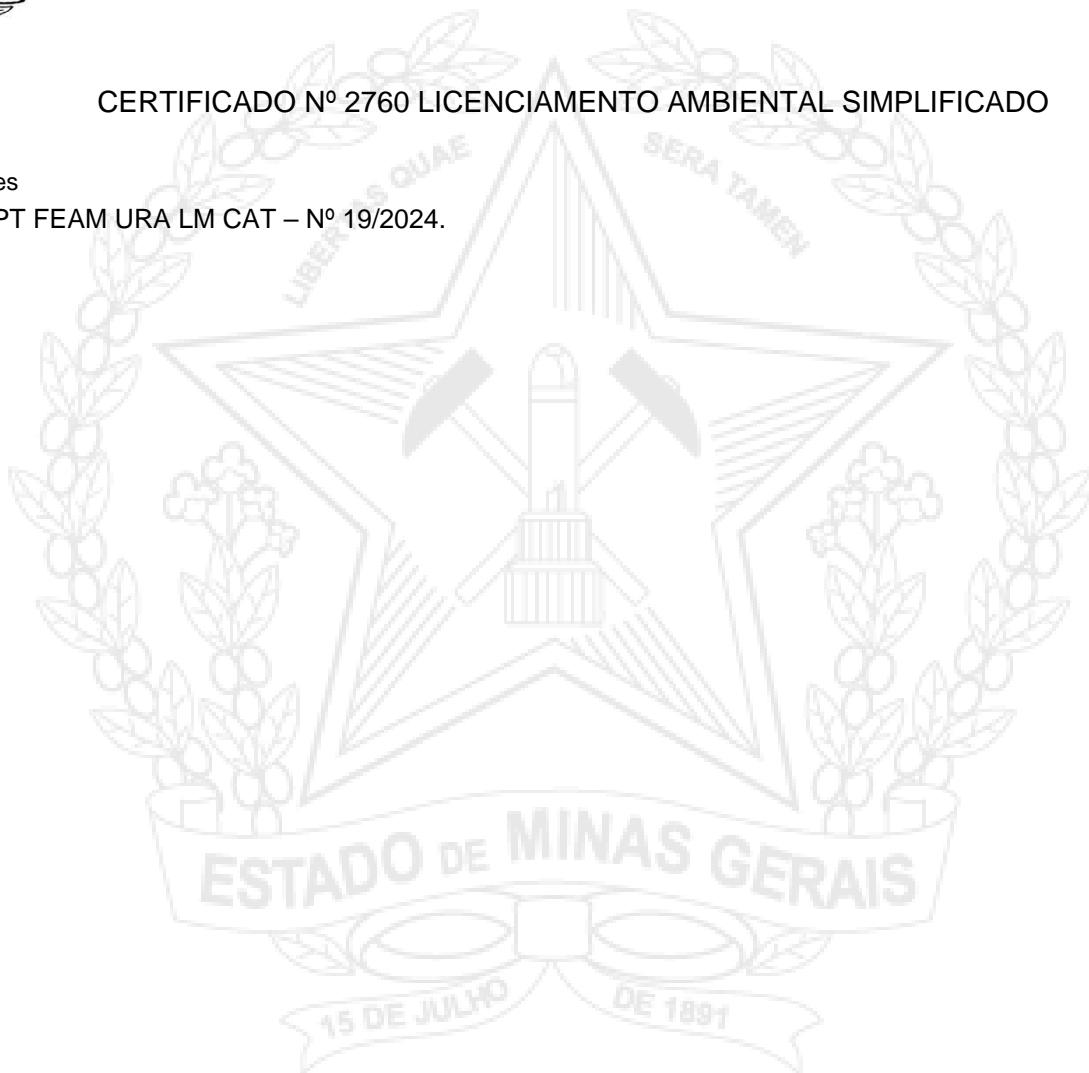 CERTIFICADO Nº 2760 LICENCIAMENTO AMBIENTAL SIMPLIFICADO
es
PT FEAM URA LM CAT – Nº 19/2024.
LIBERTAS QUAE SERA TAMEN
ESTADO DE MINAS GERAIS
15 DE JULHO DE 1891